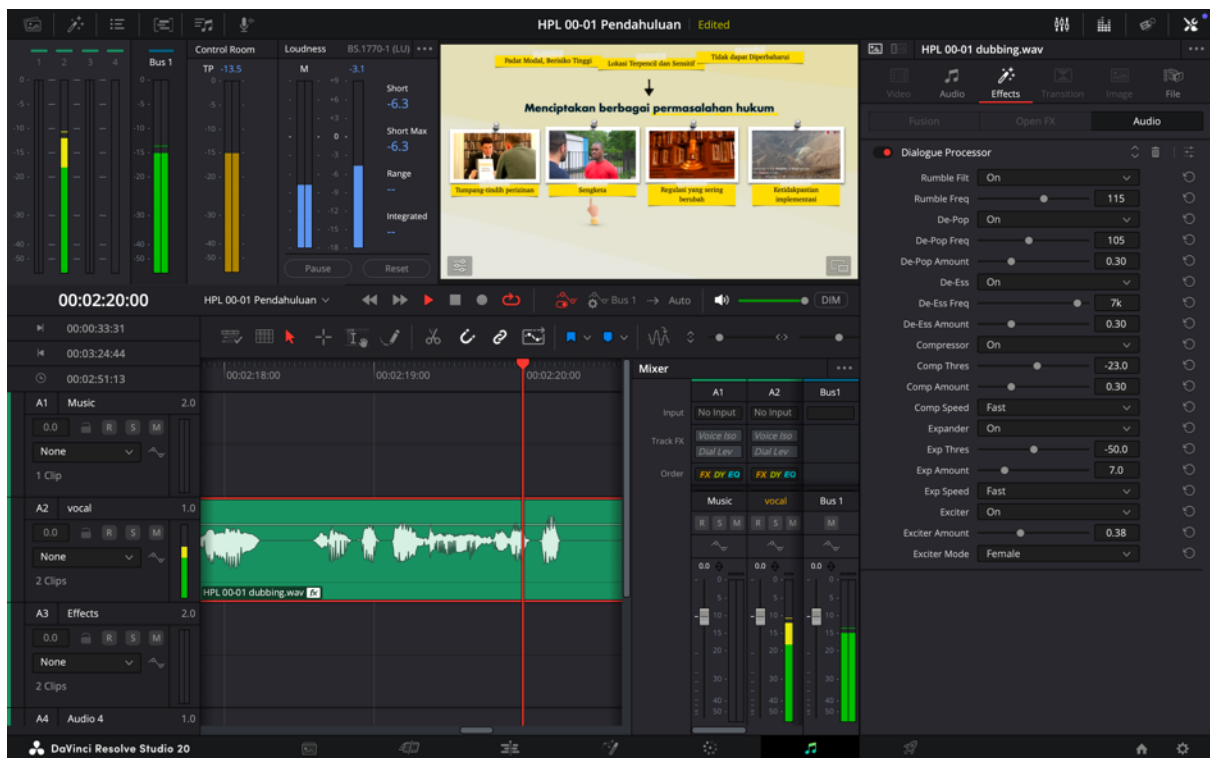 HPL 00-01 Pendahuluan Edited
4 Bus 1
Control Room
TP -13.5
Loudness BS.1770-1 (LU)
M -3.1
Short
-6.3
Short Max
-6.3
Range
--
Integrated
--
Pause Reset
Padat Modal, Berisiko Tinggi
Lokasi Terpencil dan Sensitif
Tidak dapat Diperbaharui
Menciptakan berbagai permasalahan hukum
Tumpang-tindih perizinan
Sengketa
Regulasi yang sering
berubah
Ketidakpastian
implementasi
00:02:20:00
HPL 00-01 Pendahuluan
Bus 1 → Auto
DIM
00:00:33:31
00:03:24:44
00:02:51:13
00:02:18:00 00:02:19:00 00:02:20:00
A1 Music 2.0
0.0 R S M
None
1 Clip
A2 1.0
0.0 R S M
None
2 Clips
HPL 00-01 dubbing.wav fx
A3 Effects 2.0
0.0 R S M
None
2 Clips
A4 Audio 4 1.0
Mixer
A1 A2 Bus1
Input No Input No Input
Track FX Voice Iso Voice Iso
Dial Lev Dial Lev
Order FX DY EQ FX DY EQ
Music vocal Bus 1
R S M R S M M
0.0 0.0 0.0
HPL 00-01 dubbing.wav
Video Audio Effects Transition Image File
Fusion Open FX Audio
Dialogue Processor
Rumble Filt On
Rumble Freq 115
De-Pop On
De-Pop Freq 105
De-Pop Amount 0.30
De-Ess On
De-Ess Freq 7k
De-Ess Amount 0.30
Compressor On
Comp Thres -23.0
Comp Amount 0.30
Comp Speed Fast
Expander On
Exp Thres -50.0
Exp Amount 7.0
Exp Speed Fast
Exciter On
Exciter Amount 0.38
Exciter Mode Female
DaVinci Resolve Studio 20